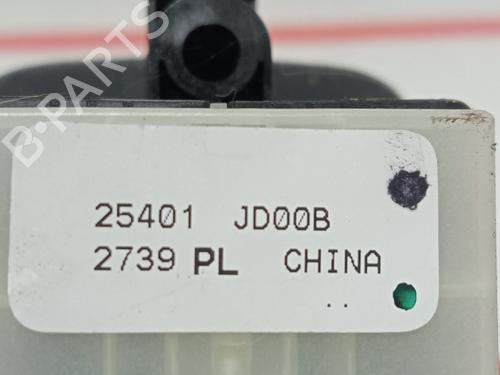 B-PARTS
25401 JD00B
2739 PL CHINA
..